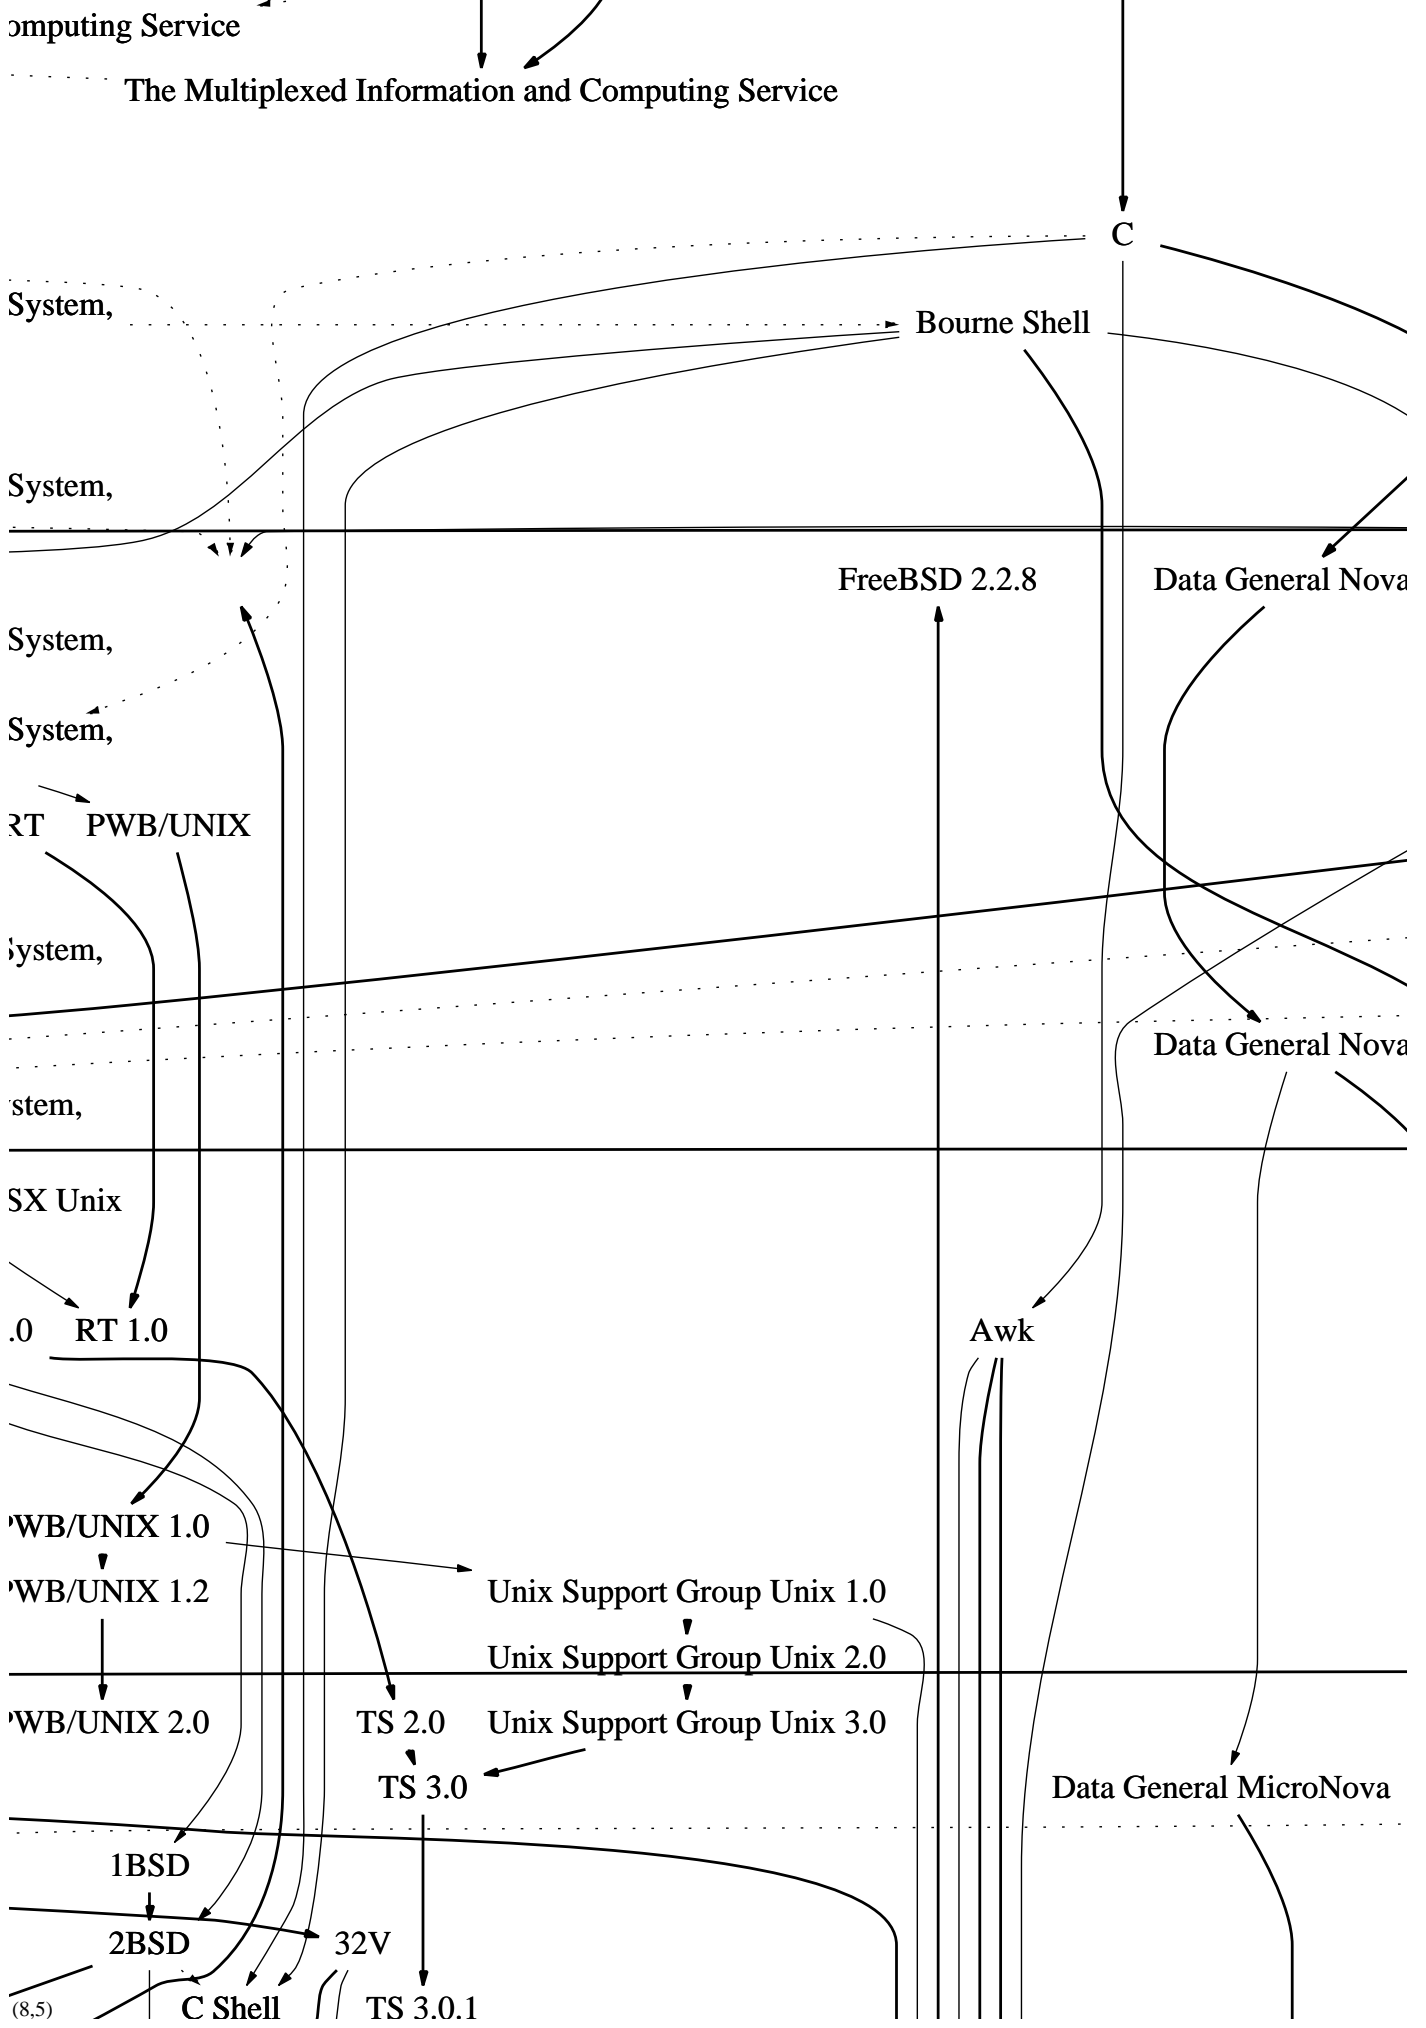 omputing Service
The Multiplexed Information and Computing Service
C
System,
Bourne Shell
System,
FreeBSD 2.2.8
Data General Nova
System,
System,
RT
PWB/UNIX
System,
Data General Nova
stem,
SX Unix
.0
RT 1.0
Awk
PWB/UNIX 1.0
PWB/UNIX 1.2
Unix Support Group Unix 1.0
Unix Support Group Unix 2.0
PWB/UNIX 2.0
TS 2.0
Unix Support Group Unix 3.0
TS 3.0
Data General MicroNova
1BSD
2BSD
32V
(8,5)
C Shell
TS 3.0.1